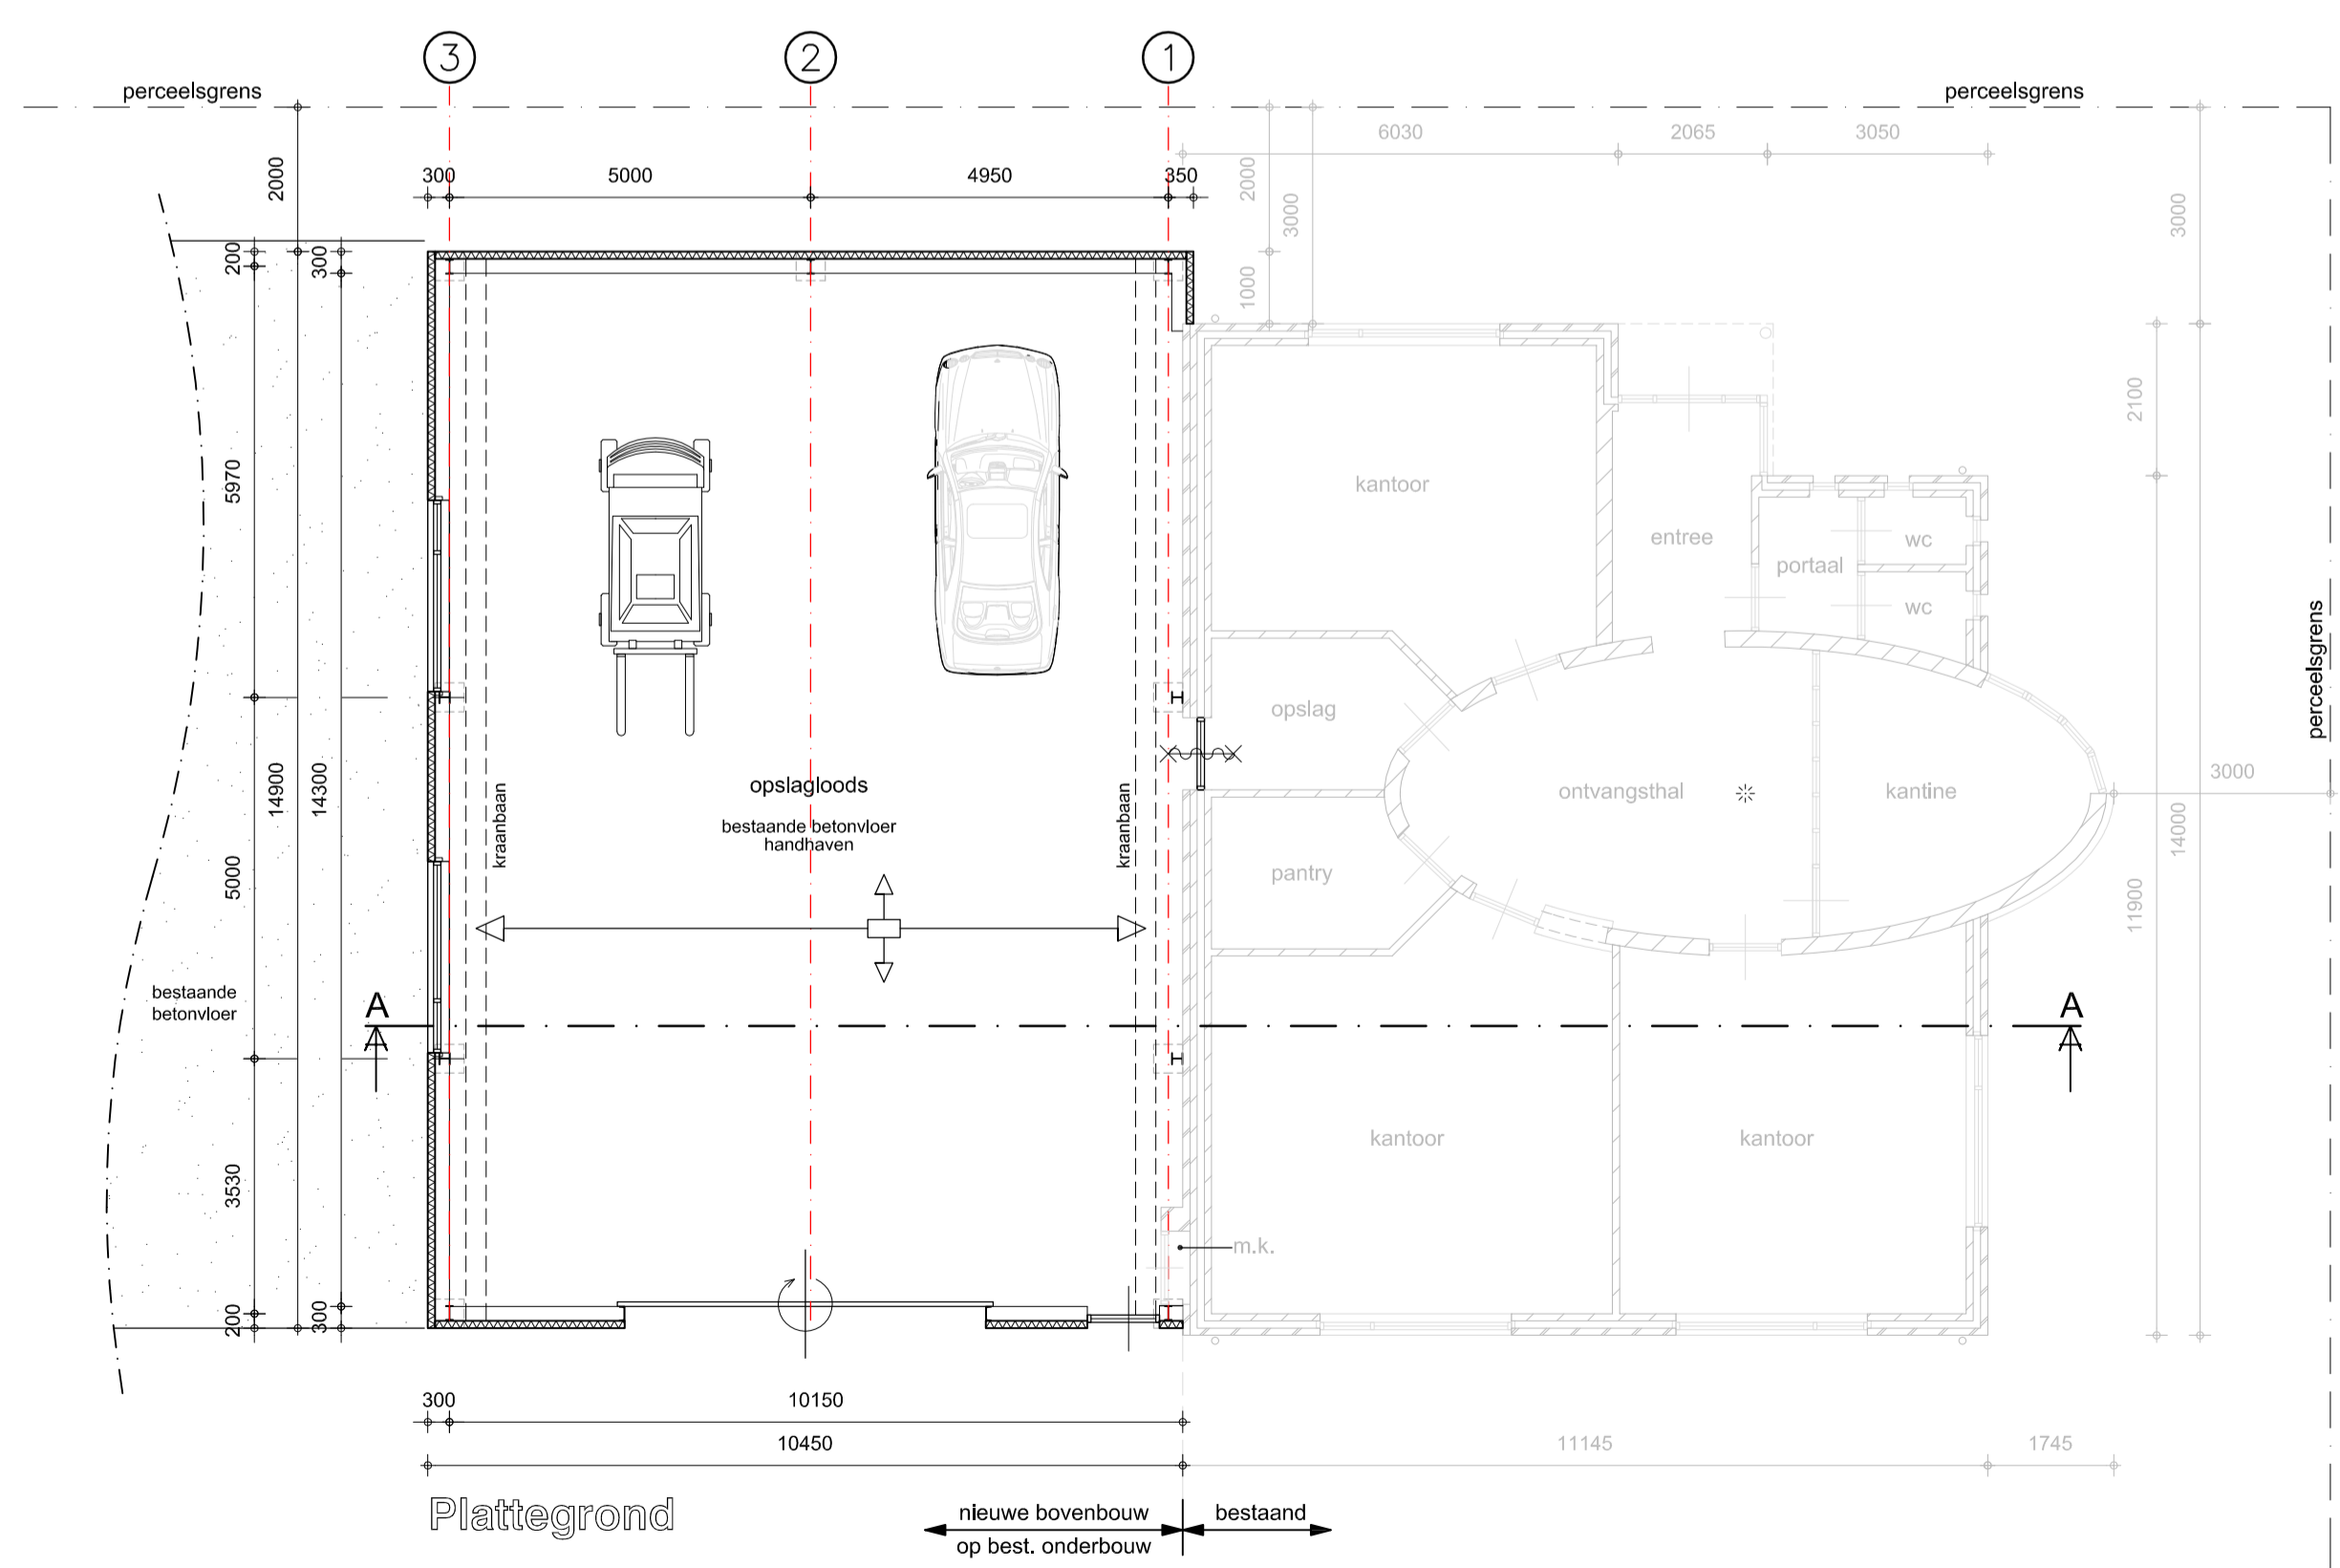 3
2
1
perceelsgrens
perceelsgrens
6030
2065
3050
2000
300
5000
4950
350
2000
3000
3000
200
300
1000
2100
5970
kantoor
entree
portaal
wc
wc
perceelsgrens
opslag
14900
14300
kraanbaan
opslagloods
kraanbaan
ontvangsthal
kantine
3000
bestaande betonvloer
handhaven
14000
5000
pantry
11900
bestaande
betonvloer
A
A
3530
kantoor
kantoor
m.k.
200
300
300
10150
10450
11145
1745
Plattegrond
nieuwe bovenbouw
bestaand
op best. onderbouw